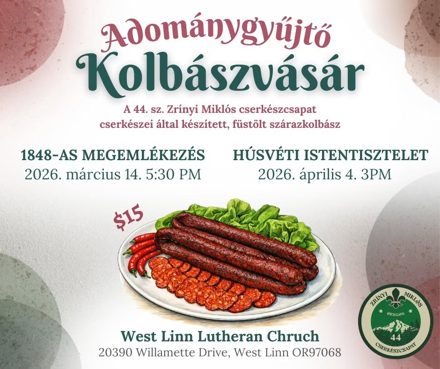 Adománygyűjtő
Kolbászvásár
A 44. sz. Zrínyi Miklós cserkészcsapat
cserkészei által készített, füstölt szárazkolbász
1848-AS MEGEMLÉKEZÉS
2026. március 14. 5:30 PM
HÚSVÉTI ISTENTISZTELET
2026. április 4. 3PM
$15
West Linn Lutheran Chruch
20390 Willamette Drive, West Linn OR97068
ZRÍNYI MIKLÓS
44
CSERKÉSZCSAPAT